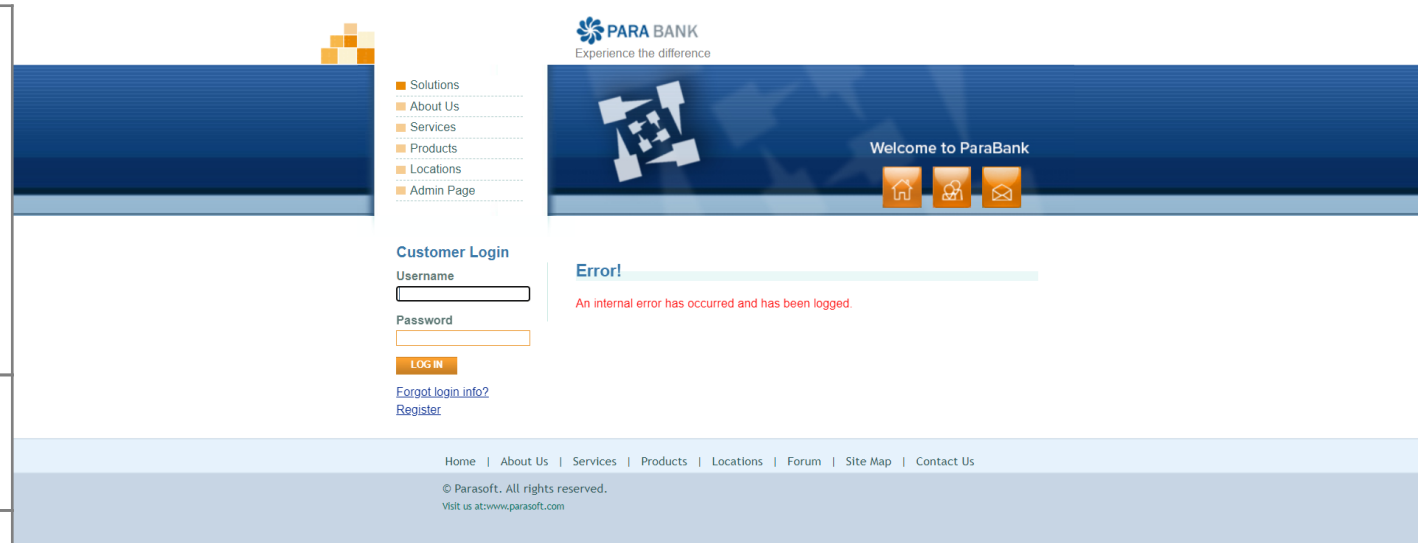 PARA BANK
Experience the difference
Solutions
About Us
Services
Products
Locations
Admin Page
Welcome to ParaBank
Customer Login
Username
Password
LOG IN
Forgot login info?
Register
Error!
An internal error has occurred and has been logged.
Home | About Us | Services | Products | Locations | Forum | Site Map | Contact Us
© Parasoft. All rights reserved.
Visit us at:www.parasoft.com